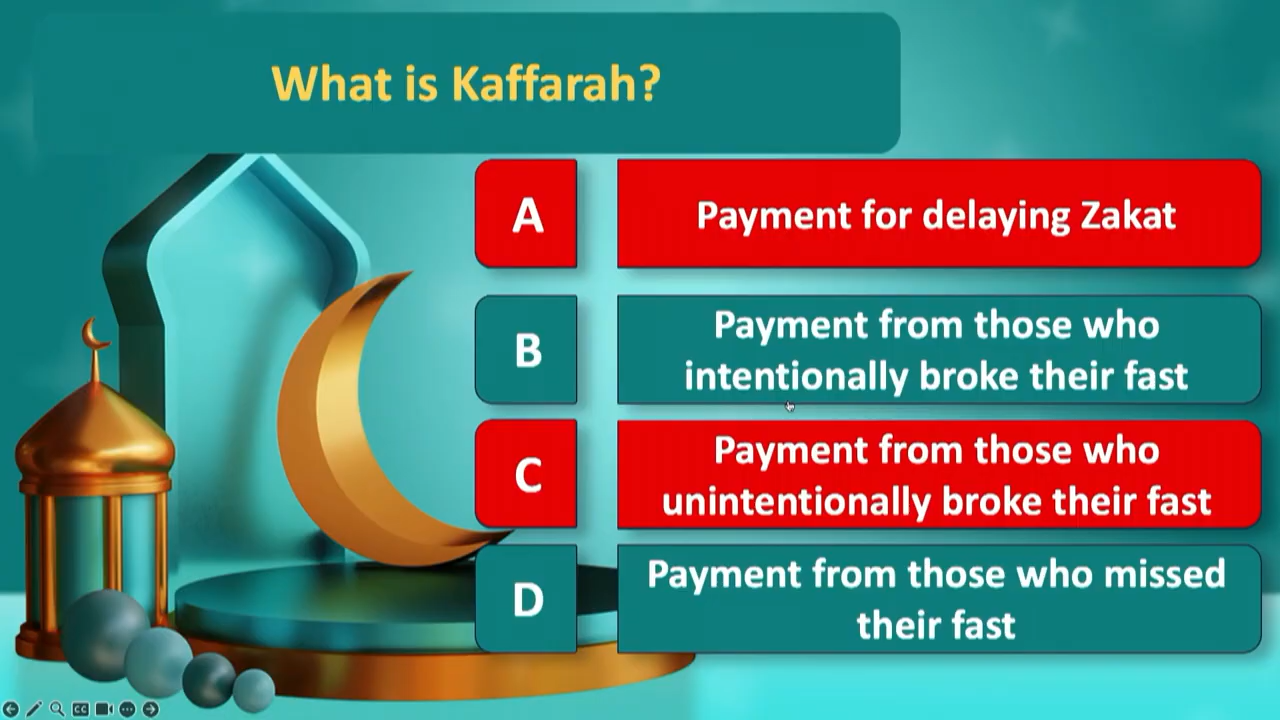 What is Kaffarah?
A
Payment for delaying Zakat
B
Payment from those who
intentionally broke their fast
C
Payment from those who
unintentionally broke their fast
D
Payment from those who missed
their fast
CC